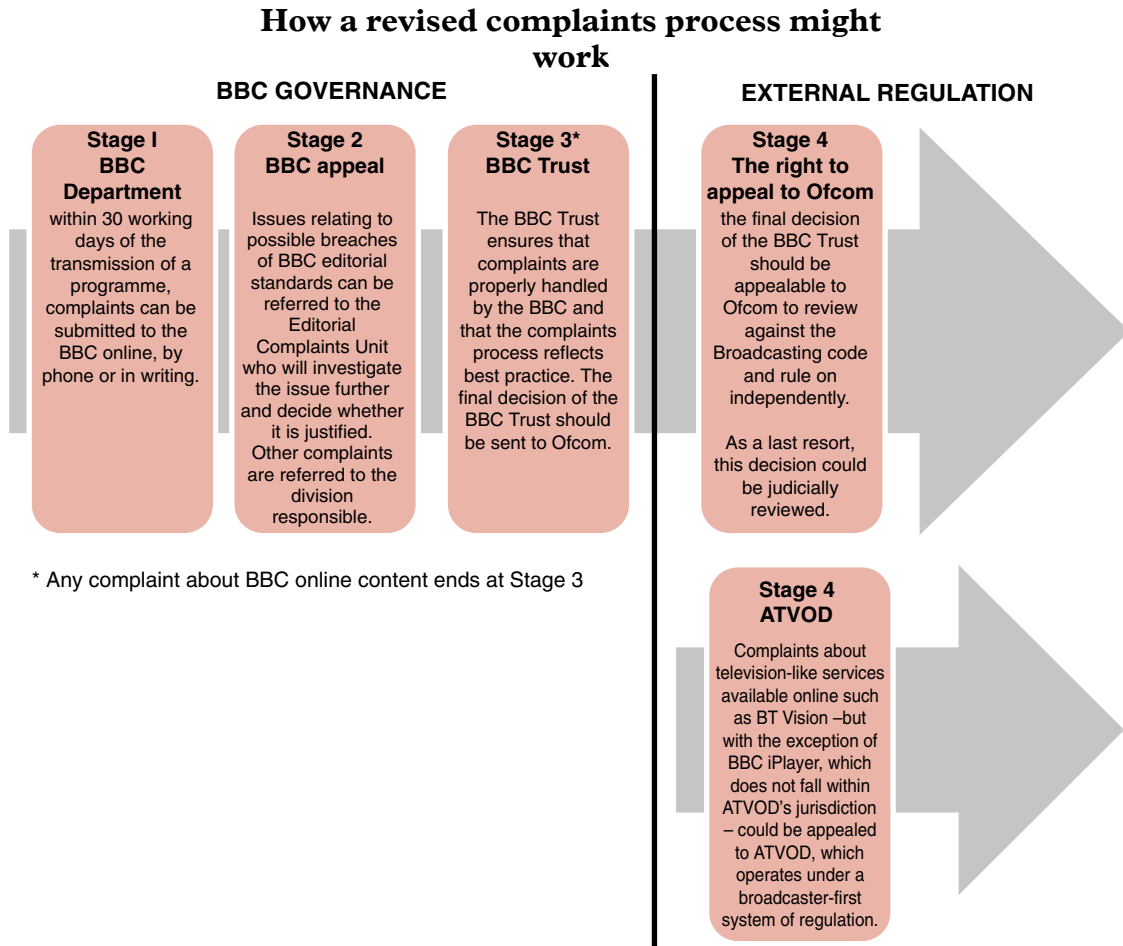 How a revised complaints process might
work
BBC GOVERNANCE
EXTERNAL REGULATION
Stage I
BBC
Department
within 30 working
days of the
transmission of a
programme,
complaints can be
submitted to the
BBC online, by
phone or in writing.
Stage 2
BBC appeal
Issues relating to
possible breaches
of BBC editorial
standards can be
referred to the
Editorial
Complaints Unit
who will investigate
the issue further
and decide whether
it is justified.
Other complaints
are referred to the
division
responsible.
Stage 3*
BBC Trust
The BBC Trust
ensures that
complaints are
properly handled
by the BBC and
that the complaints
process reflects
best practice. The
final decision of the
BBC Trust should
be sent to Ofcom.
Stage 4
The right to
appeal to Ofcom
the final decision
of the BBC Trust
should be
appealable to
Ofcom to review
against the
Broadcasting code
and rule on
independently.
As a last resort,
this decision could
be judicially
reviewed.
* Any complaint about BBC online content ends at Stage 3
Stage 4
ATVOD
Complaints about
television-like services
available online such
as BT Vision –but
with the exception of
BBC iPlayer, which
does not fall within
ATVOD’s jurisdiction
– could be appealed
to ATVOD, which
operates under a
broadcaster-first
system of regulation.